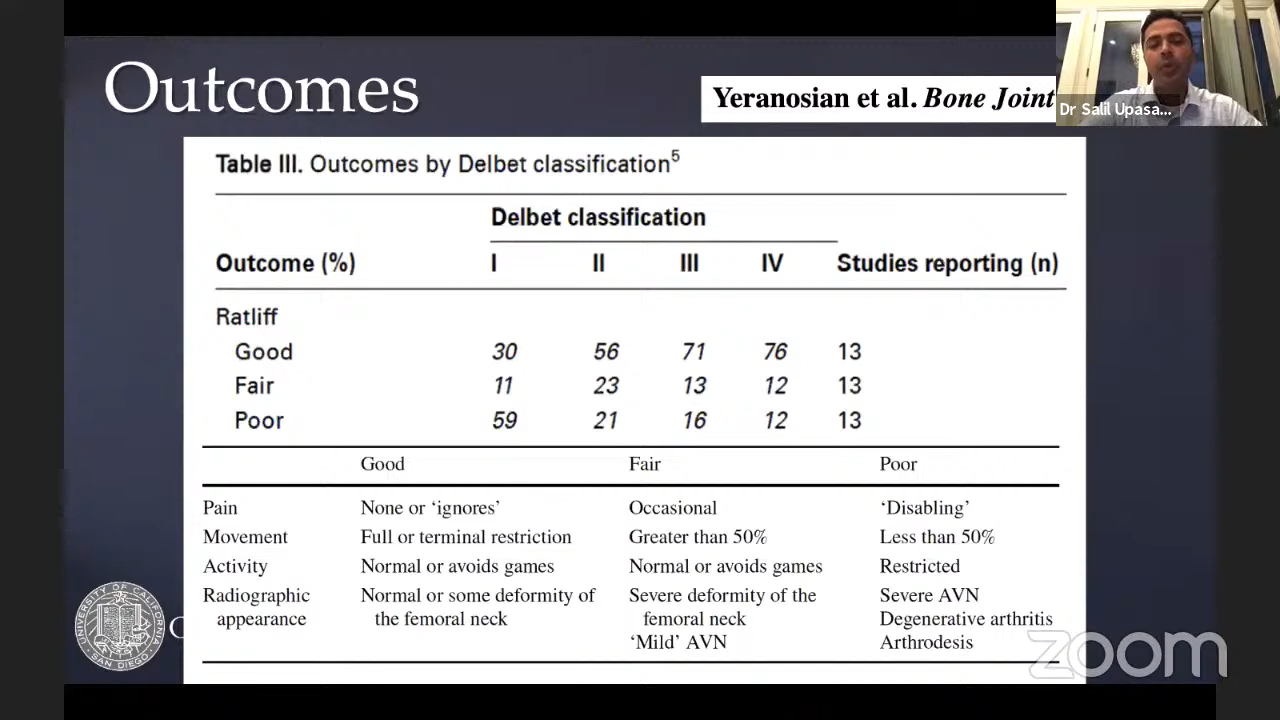 Outcomes
Yeranosian et al. Bone Joint
Dr Salil Upasa...
Table III. Outcomes by Delbet classification5
Delbet classification
Outcome (%) I II III IV Studies reporting (n)
Ratliff
Good 30 56 71 76 13
Fair 11 23 13 12 13
Poor 59 21 16 12 13
Good Fair Poor
Pain None or ‘ignores’ Occasional ‘Disabling’
Movement Full or terminal restriction Greater than 50% Less than 50%
Activity Normal or avoids games Normal or avoids games Restricted
Radiographic Normal or some deformity of Severe deformity of the Severe AVN
appearance the femoral neck femoral neck Degenerative arthritis
‘Mild’ AVN Arthrodesis
UNIVERSITY OF CALIFORNIA
SAN DIEGO
zoom